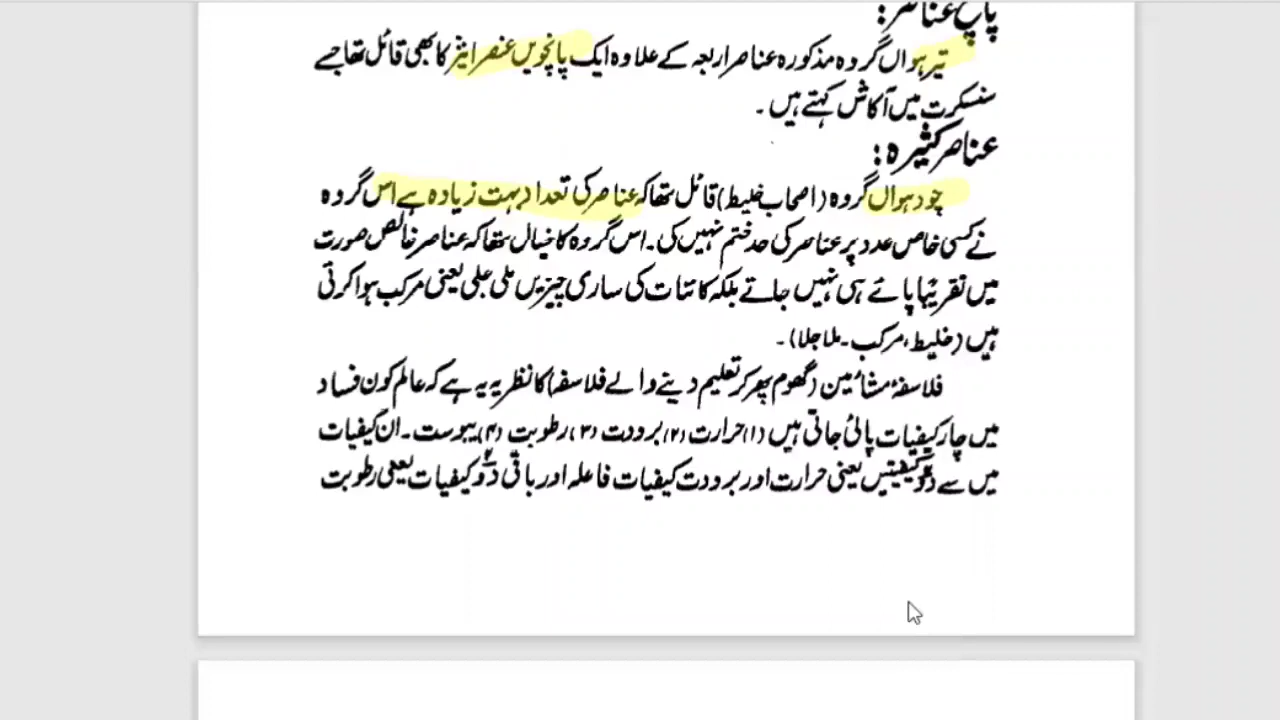 پانچ عناصر:
تیرہواں گروہ مذکورہ عناصر اربعہ کے علاوہ ایک پانچویں عنصر ایتھر کا بھی قائل تھا جسے
سنسکرت میں آکاش کہتے ہیں ۔
عناصر کثیرہ:
چودہواں گروہ (اصحاب خلیط) قائل تھا کہ عناصر کی تعداد بہت زیادہ ہے اس گروہ
نے کسی خاص عدد پر عناصر کی حد ختم نہیں کی ۔ اس گروہ کا خیال تھا کہ عناصر خالص صورت
میں تقریبًا پائے ہی نہیں جاتے بلکہ کائنات کی ساری چیزیں ملی جلی یعنی مرکب ہوا کرتی
ہیں (خلیط، مرکب ۔ ملا جلا) ۔
فلاسفۂ مشائین (گھوم پھر کر تعلیم دینے والے فلاسفہ) کا نظریہ یہ ہے کہ عالم کون فساد
میں چار کیفیات پائی جاتی ہیں (۱) حرارت (۲) برودت (۳) رطوبت (۴) یبوست ۔ ان کیفیات
میں سے دو کیفیتیں یعنی حرارت اور برودت کیفیات فاعلہ اور باقی دو کیفیات یعنی رطوبت